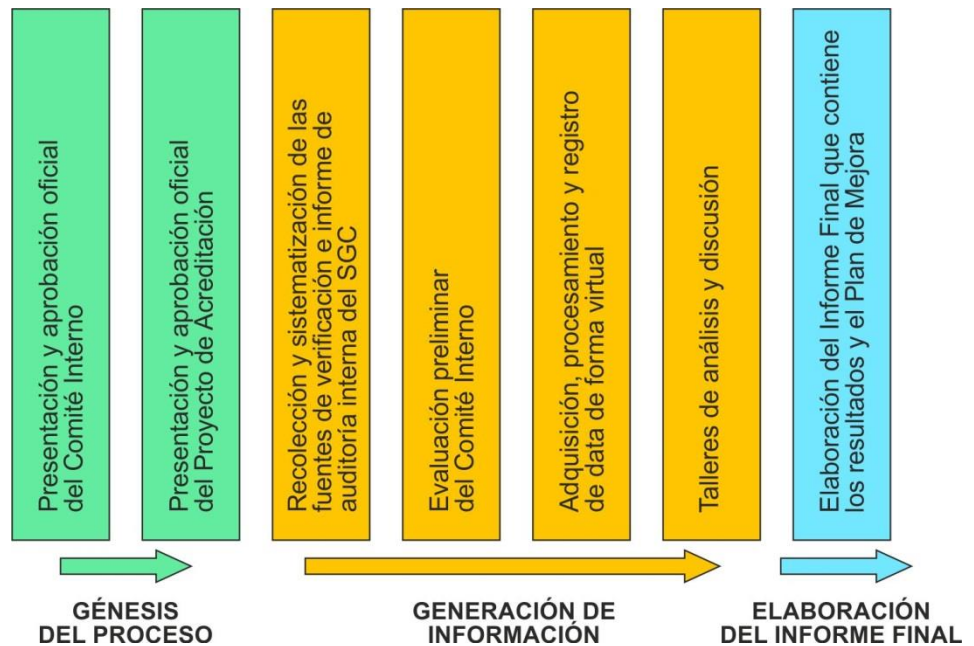 Presentación y aprobación oficial
del Comité Interno
Presentación y aprobación oficial
del Proyecto de Acreditación
Recolección y sistematización de las
fuentes de verificación e informe de
auditoría interna del SGC
Evaluación preliminar
del Comité Interno
Adquisición, procesamiento y registro
de data de forma virtual
Talleres de análisis y discusión
Elaboración del Informe Final que contiene
los resultados y el Plan de Mejora
GÉNESIS
DEL PROCESO
GENERACIÓN DE
INFORMACIÓN
ELABORACIÓN
DEL INFORME FINAL